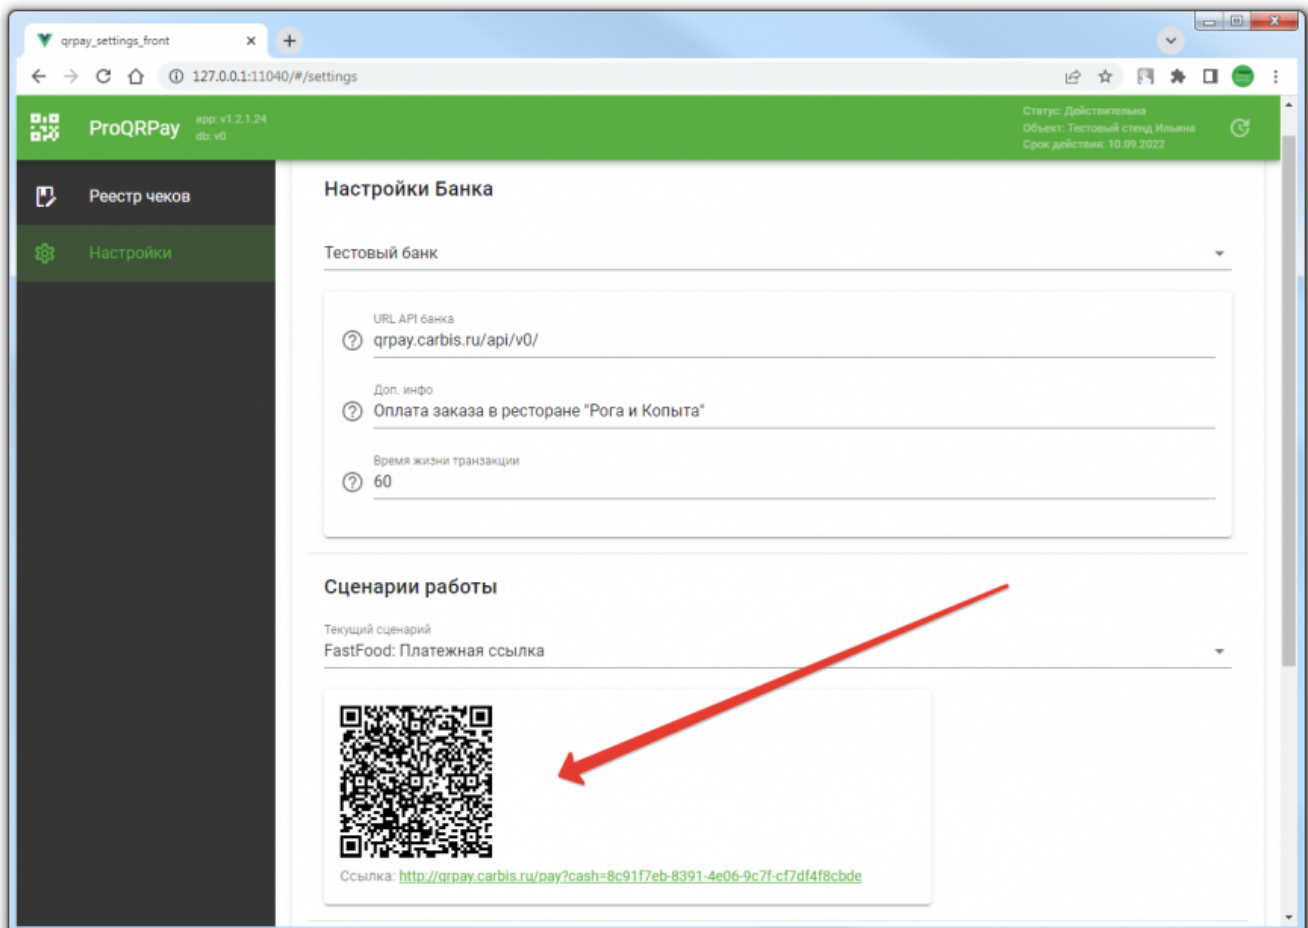 qrpay_settings_front
127.0.0.1:11040/#/settings
ProQRPay
app: v1.2.1.24
db: v0
Статус: Действительна
Объект: Тестовый стенд Ильина
Срок действия: 10.09.2022
Реестр чеков
Настройки
Настройки Банка
Тестовый банк
URL API банка
qrpay.carbis.ru/api/v0/
Доп. инфо
Оплата заказа в ресторане "Рога и Копыта"
Время жизни транзакции
60
Сценарии работы
Текущий сценарий
FastFood: Платежная ссылка
Ссылка: http://qrpay.carbis.ru/pay?cash=8c91f7eb-8391-4e06-9c7f-cf7df4f8cbde